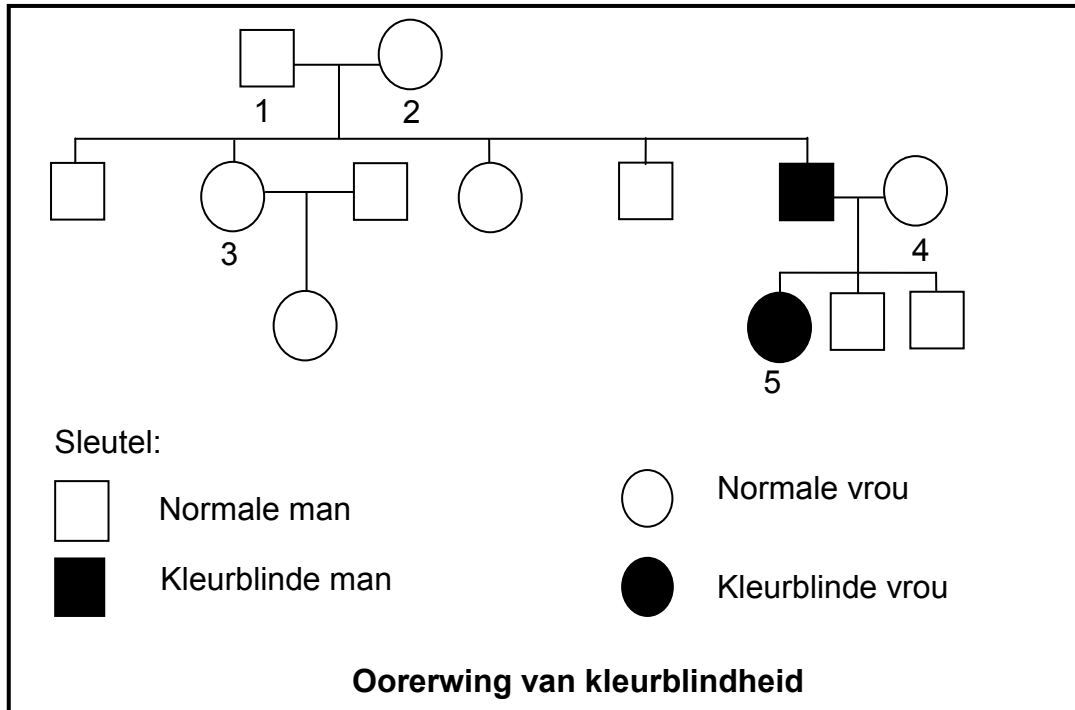 1
2
3
4
5
Sleutel:
Normale man
Normale vrou
Kleurblinde man
Kleurblinde vrou
Oorerwing van kleurblindheid